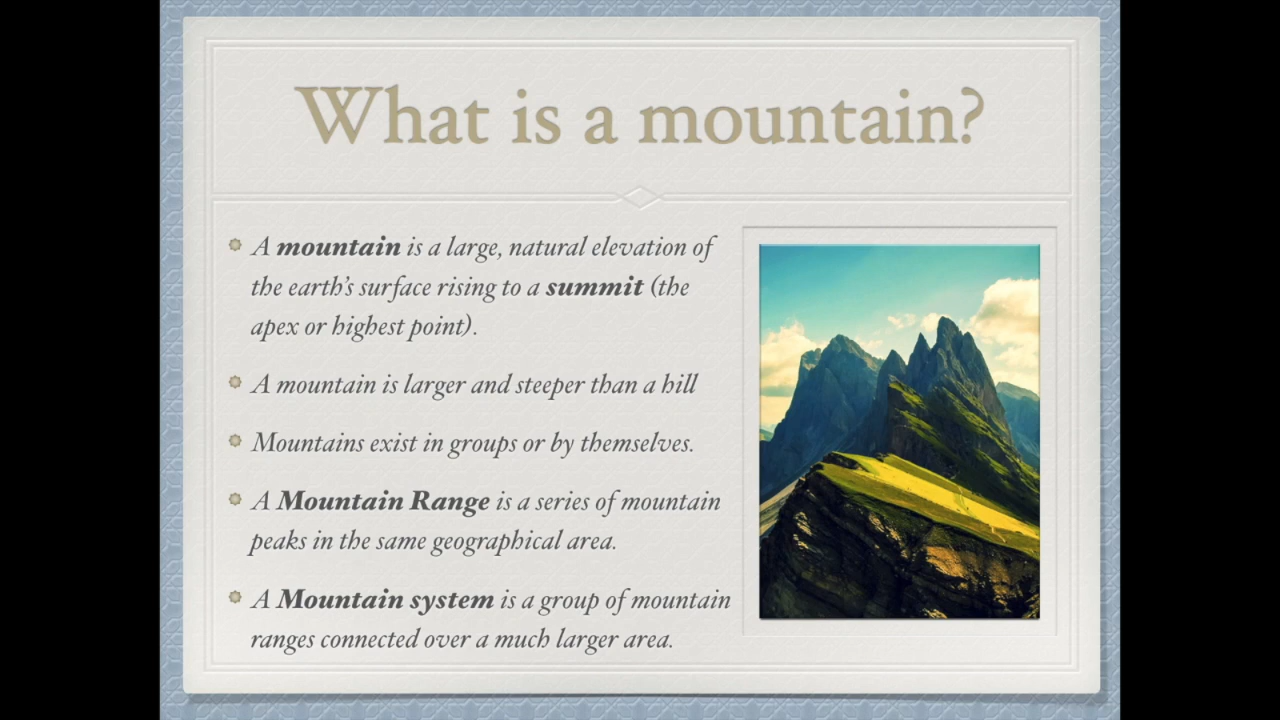 What is a mountain?
A mountain is a large, natural elevation of
the earth’s surface rising to a summit (the
apex or highest point).
A mountain is larger and steeper than a hill
Mountains exist in groups or by themselves.
A Mountain Range is a series of mountain
peaks in the same geographical area.
A Mountain system is a group of mountain
ranges connected over a much larger area.